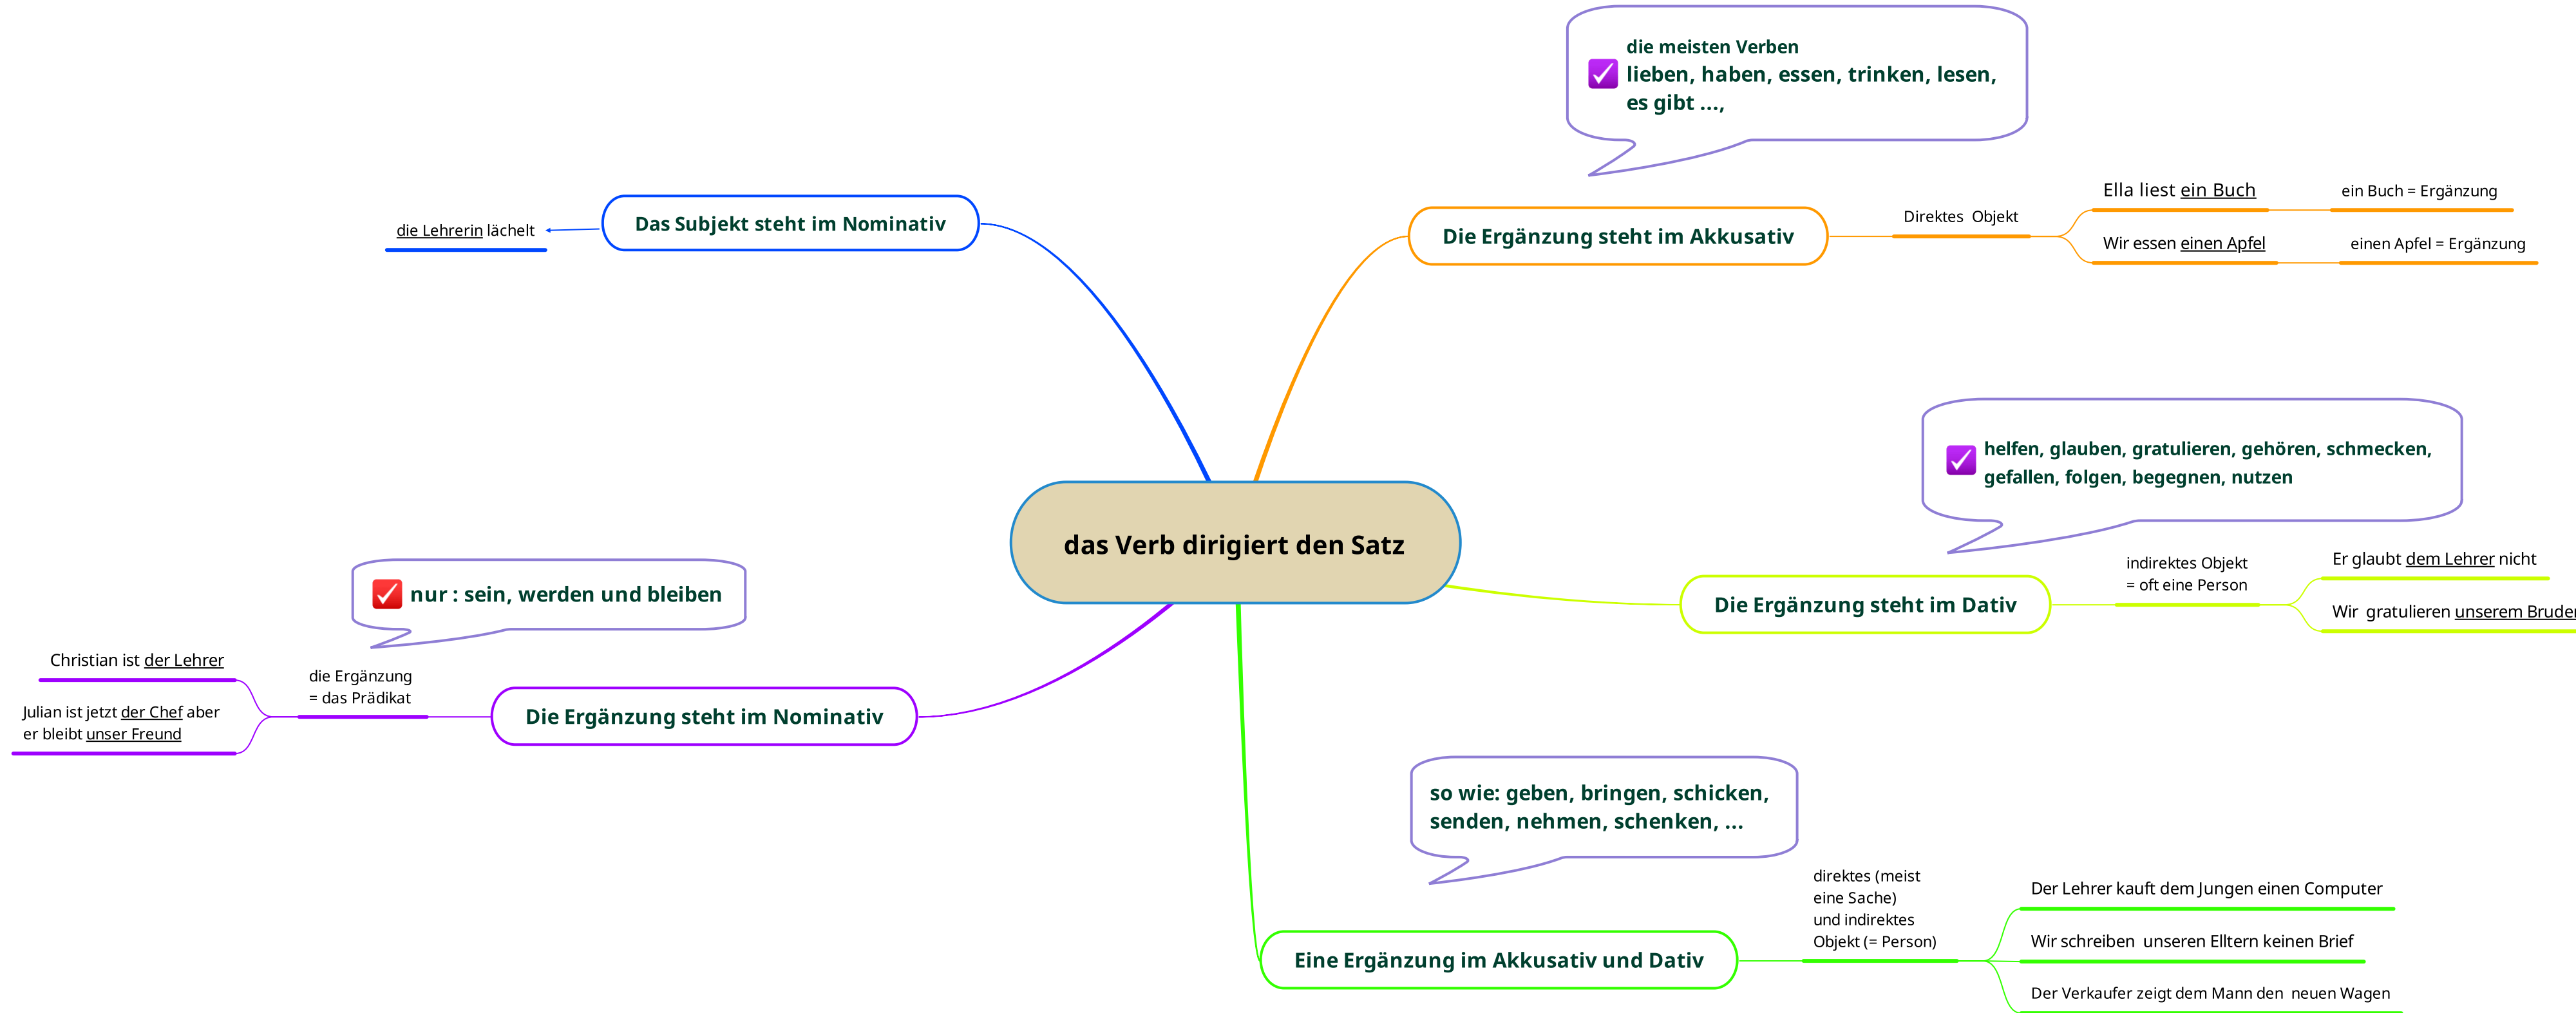 das Verb dirigiert den Satz
Das Subjekt steht im Nominativ
die Lehrerin lächelt
die meisten Verben
lieben, haben, essen, trinken, lesen,
es gibt ...,
Die Ergänzung steht im Akkusativ
Direktes  Objekt
Ella liest ein Buch
ein Buch = Ergänzung
Wir essen einen Apfel
einen Apfel = Ergänzung
helfen, glauben, gratulieren, gehören, schmecken,
gefallen, folgen, begegnen, nutzen
Die Ergänzung steht im Dativ
indirektes Objekt
= oft eine Person
Er glaubt dem Lehrer nicht
Wir  gratulieren unserem Bruder
nur : sein, werden und bleiben
Die Ergänzung steht im Nominativ
die Ergänzung
= das Prädikat
Christian ist der Lehrer
Julian ist jetzt der Chef aber
er bleibt unser Freund
so wie: geben, bringen, schicken,
senden, nehmen, schenken, ...
Eine Ergänzung im Akkusativ und Dativ
direktes (meist
eine Sache)
und indirektes
Objekt (= Person)
Der Lehrer kauft dem Jungen einen Computer
Wir schreiben  unseren Elltern keinen Brief
Der Verkaufer zeigt dem Mann den  neuen Wagen